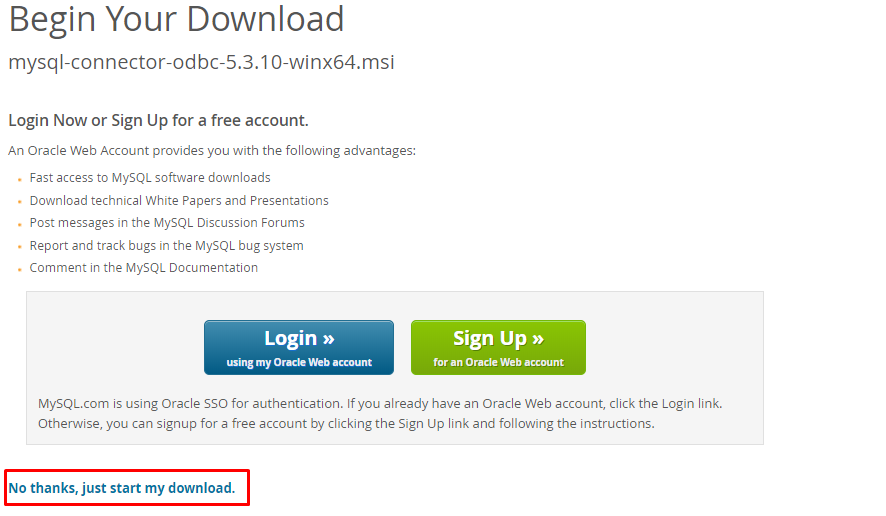 Begin Your Download
mysql-connector-odbc-5.3.10-winx64.msi
Login Now or Sign Up for a free account.
An Oracle Web Account provides you with the following advantages:
Fast access to MySQL software downloads
Download technical White Papers and Presentations
Post messages in the MySQL Discussion Forums
Report and track bugs in the MySQL bug system
Comment in the MySQL Documentation
Login »
using my Oracle Web account
Sign Up »
for an Oracle Web account
MySQL.com is using Oracle SSO for authentication. If you already have an Oracle Web account, click the Login link.
Otherwise, you can signup for a free account by clicking the Sign Up link and following the instructions.
No thanks, just start my download.